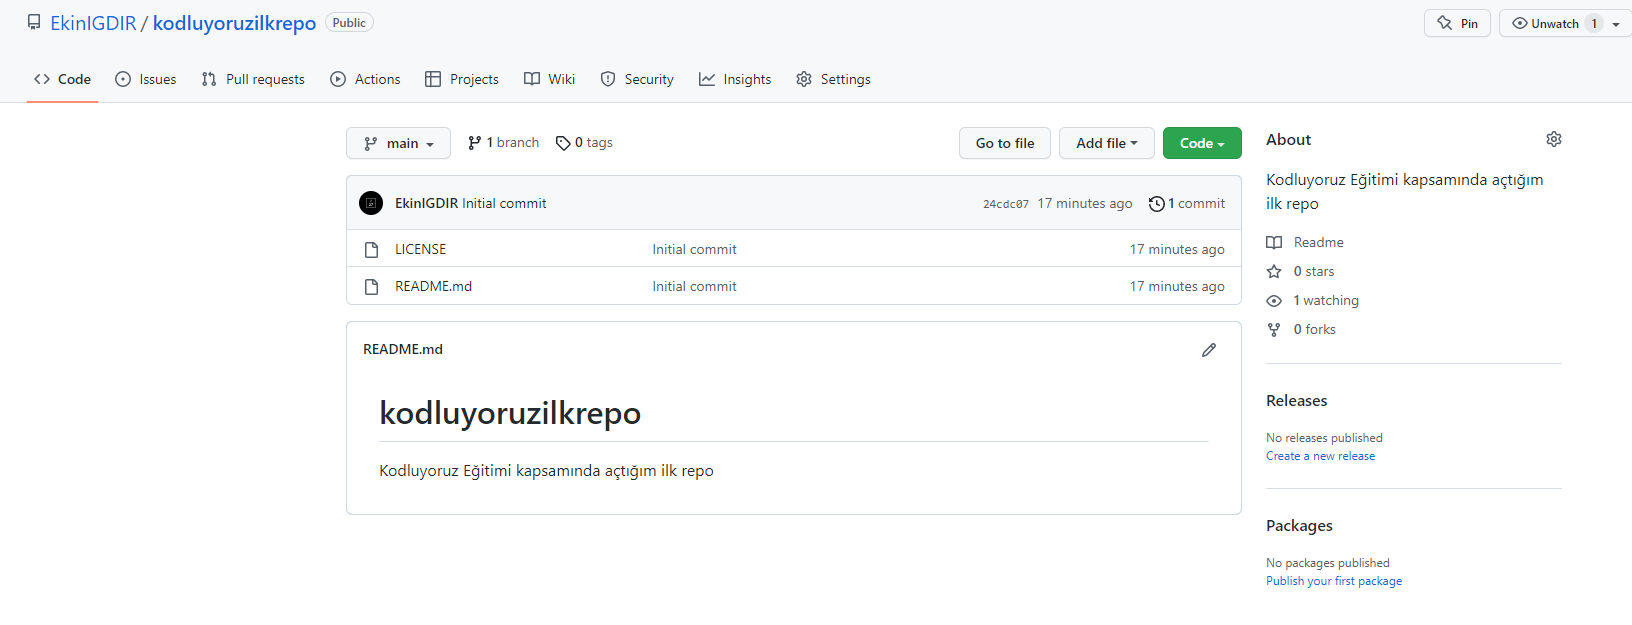 EkinIGDIR / kodluyoruzilkrepo Public
Pin
Unwatch 1
Code Issues Pull requests Actions Projects Wiki Security Insights Settings
main 1 branch 0 tags
Go to file Add file Code
EkinIGDIR Initial commit 24cdc07 17 minutes ago 1 commit
LICENSE Initial commit 17 minutes ago
README.md Initial commit 17 minutes ago
README.md
kodluyoruzilkrepo
Kodluyoruz Eğitimi kapsamında açtığım ilk repo
About
Kodluyoruz Eğitimi kapsamında açtığım
ilk repo
Readme
0 stars
1 watching
0 forks
Releases
No releases published
Create a new release
Packages
No packages published
Publish your first package